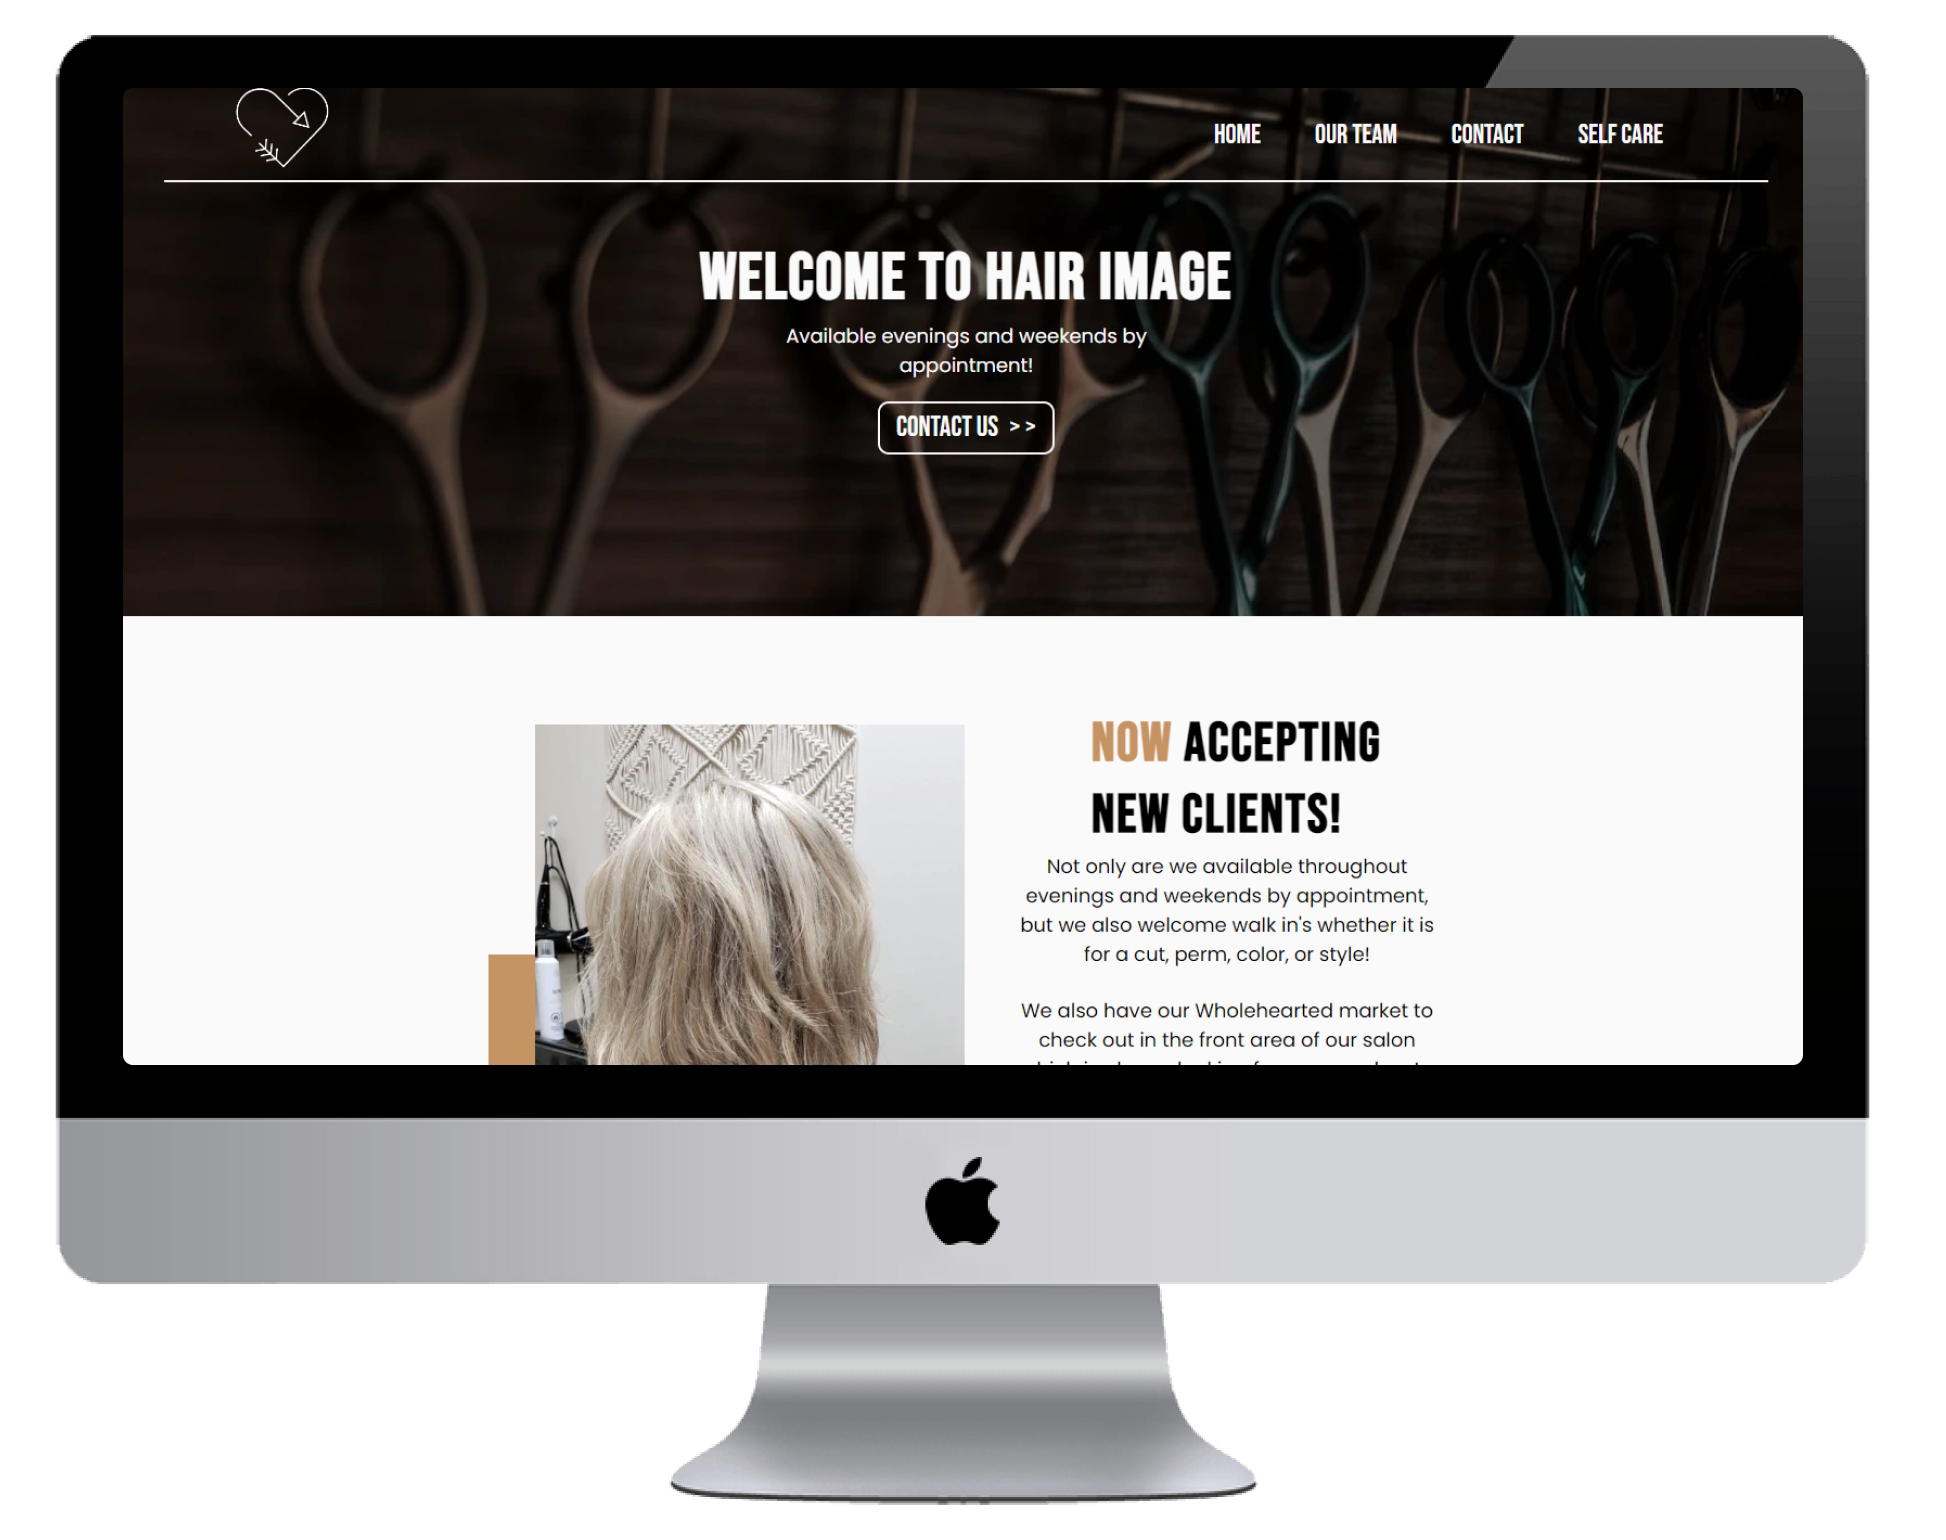 HOME OUR TEAM CONTACT SELF CARE
WELCOME TO HAIR IMAGE
Available evenings and weekends by
appointment!
CONTACT US >>
NOW ACCEPTING
NEW CLIENTS!
Not only are we available throughout
evenings and weekends by appointment,
but we also welcome walk in's whether it is
for a cut, perm, color, or style!
We also have our Wholehearted market to
check out in the front area of our salon